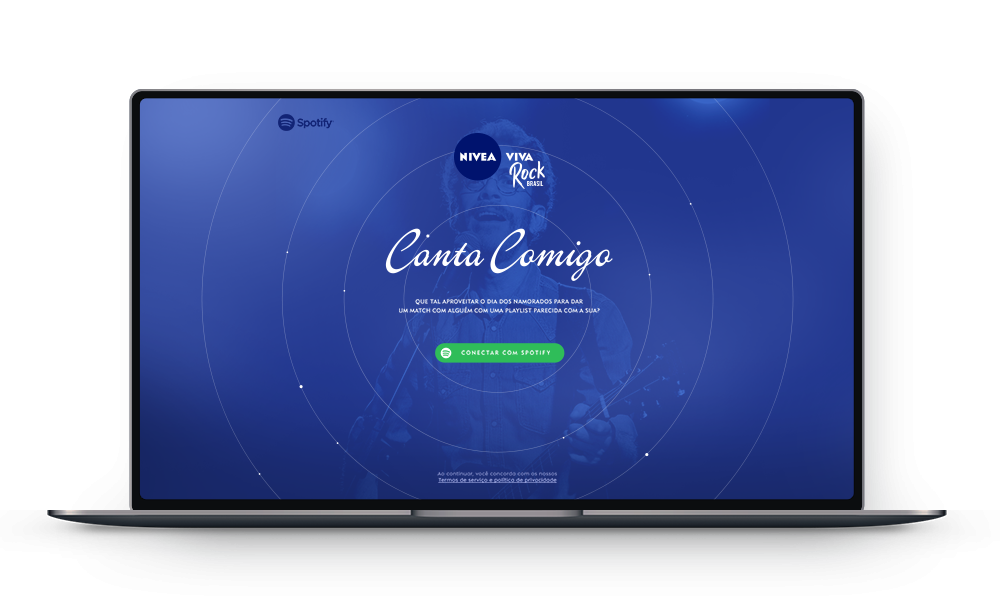 Spotify
NIVEA VIVA
Rock
BRASIL
Canta Comigo
QUE TAL APROVEITAR O DIA DOS NAMORADOS PARA DAR
UM MATCH COM ALGUÉM COM UMA PLAYLIST PARECIDA COM A SUA?
CONECTAR COM SPOTIFY
Ao continuar, você concorda com os nossos
Termos de serviço e política de privacidade